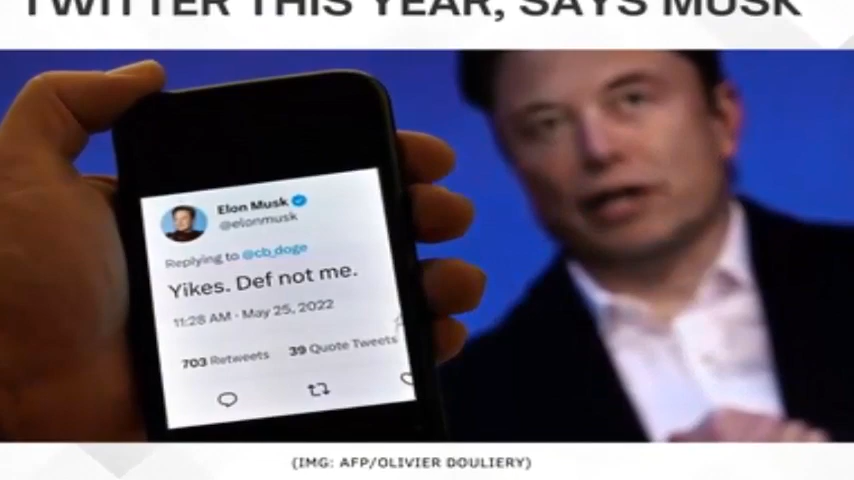 TWITTER THIS YEAR, SAYS MUSK
Elon Musk
@elonmusk
Replying to @cb_doge
Yikes. Def not me.
11:28 AM · May 25, 2022
703 Retweets 39 Quote Tweets
(IMG: AFP/OLIVIER DOULIERY)